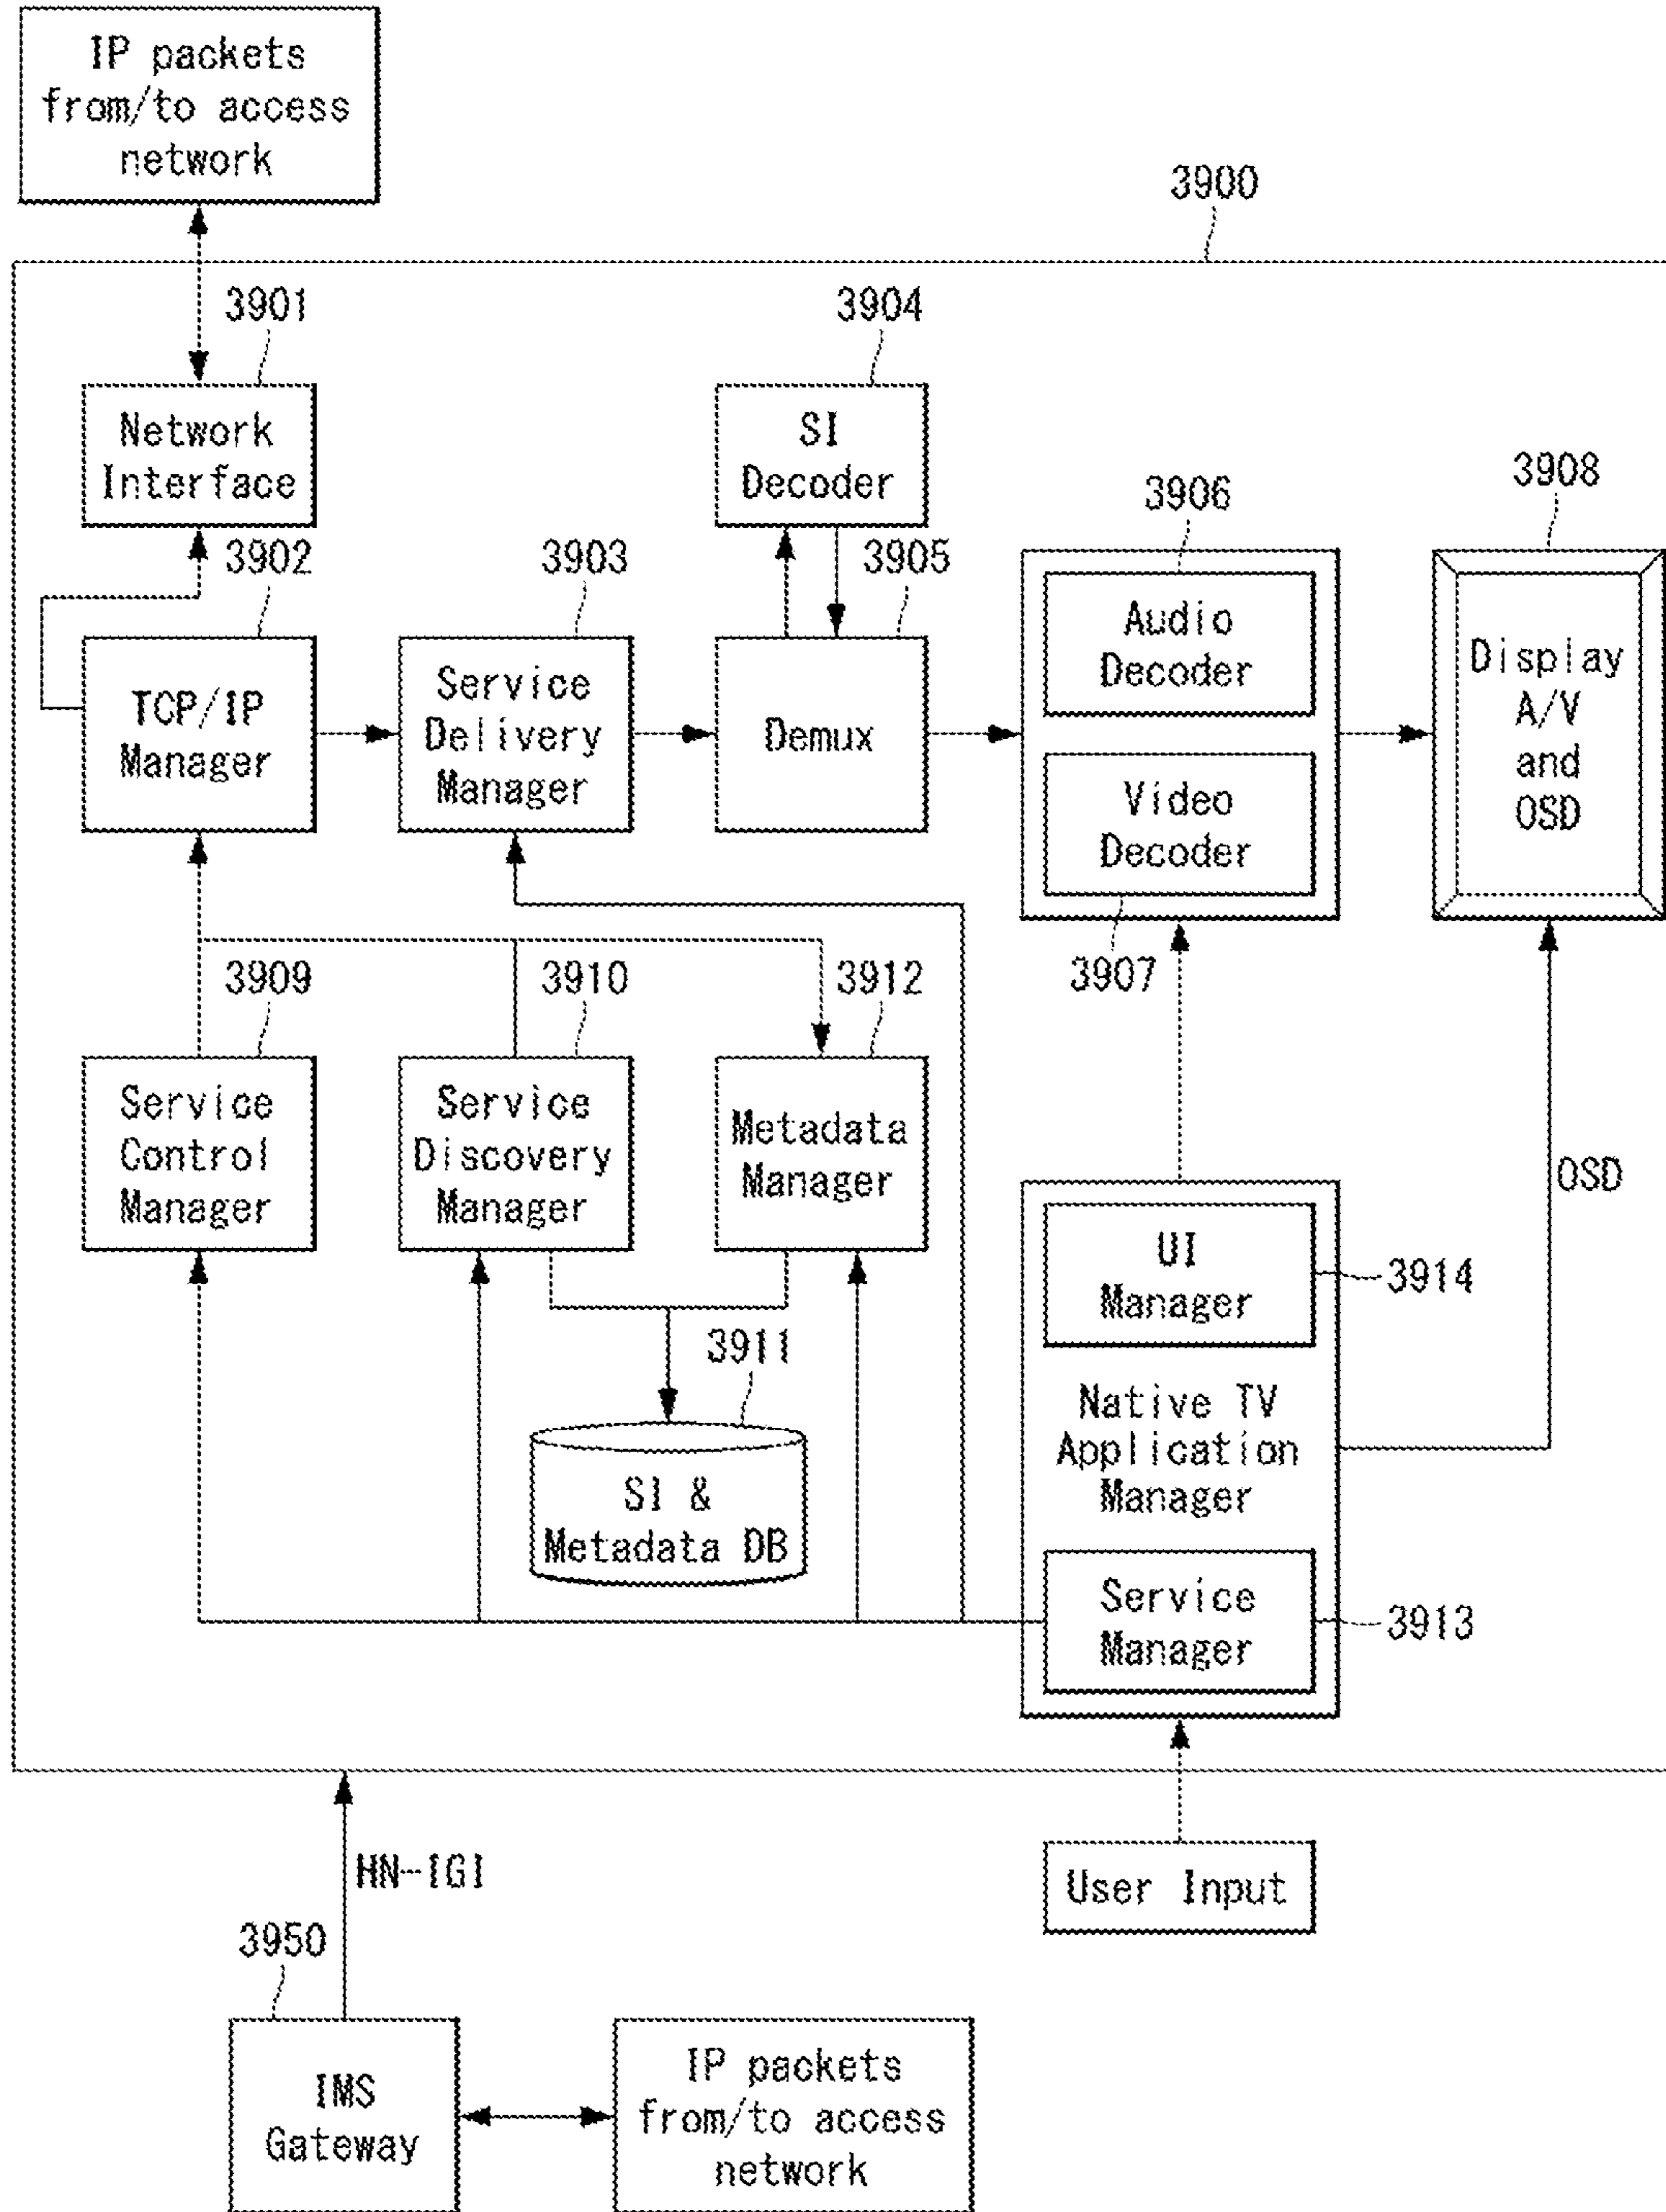 IP packets
from/to access
network
3900
3901
3904
Network
Interface
SI
Decoder
3908
3906
3902
3903
3905
Audio
Decoder
TCP/IP
Manager
Service
Delivery
Manager
Demux
Display
A/V
and
OSD
Video
Decoder
3907
3909
3910
3912
Service
Control
Manager
Service
Discovery
Manager
Metadata
Manager
OSD
UI
Manager
3914
3911
Native TV
Application
Manager
SI &
Metadata DB
Service
Manager
3913
HN-IGI
User Input
3950
IMS
Gateway
IP packets
from/to access
network